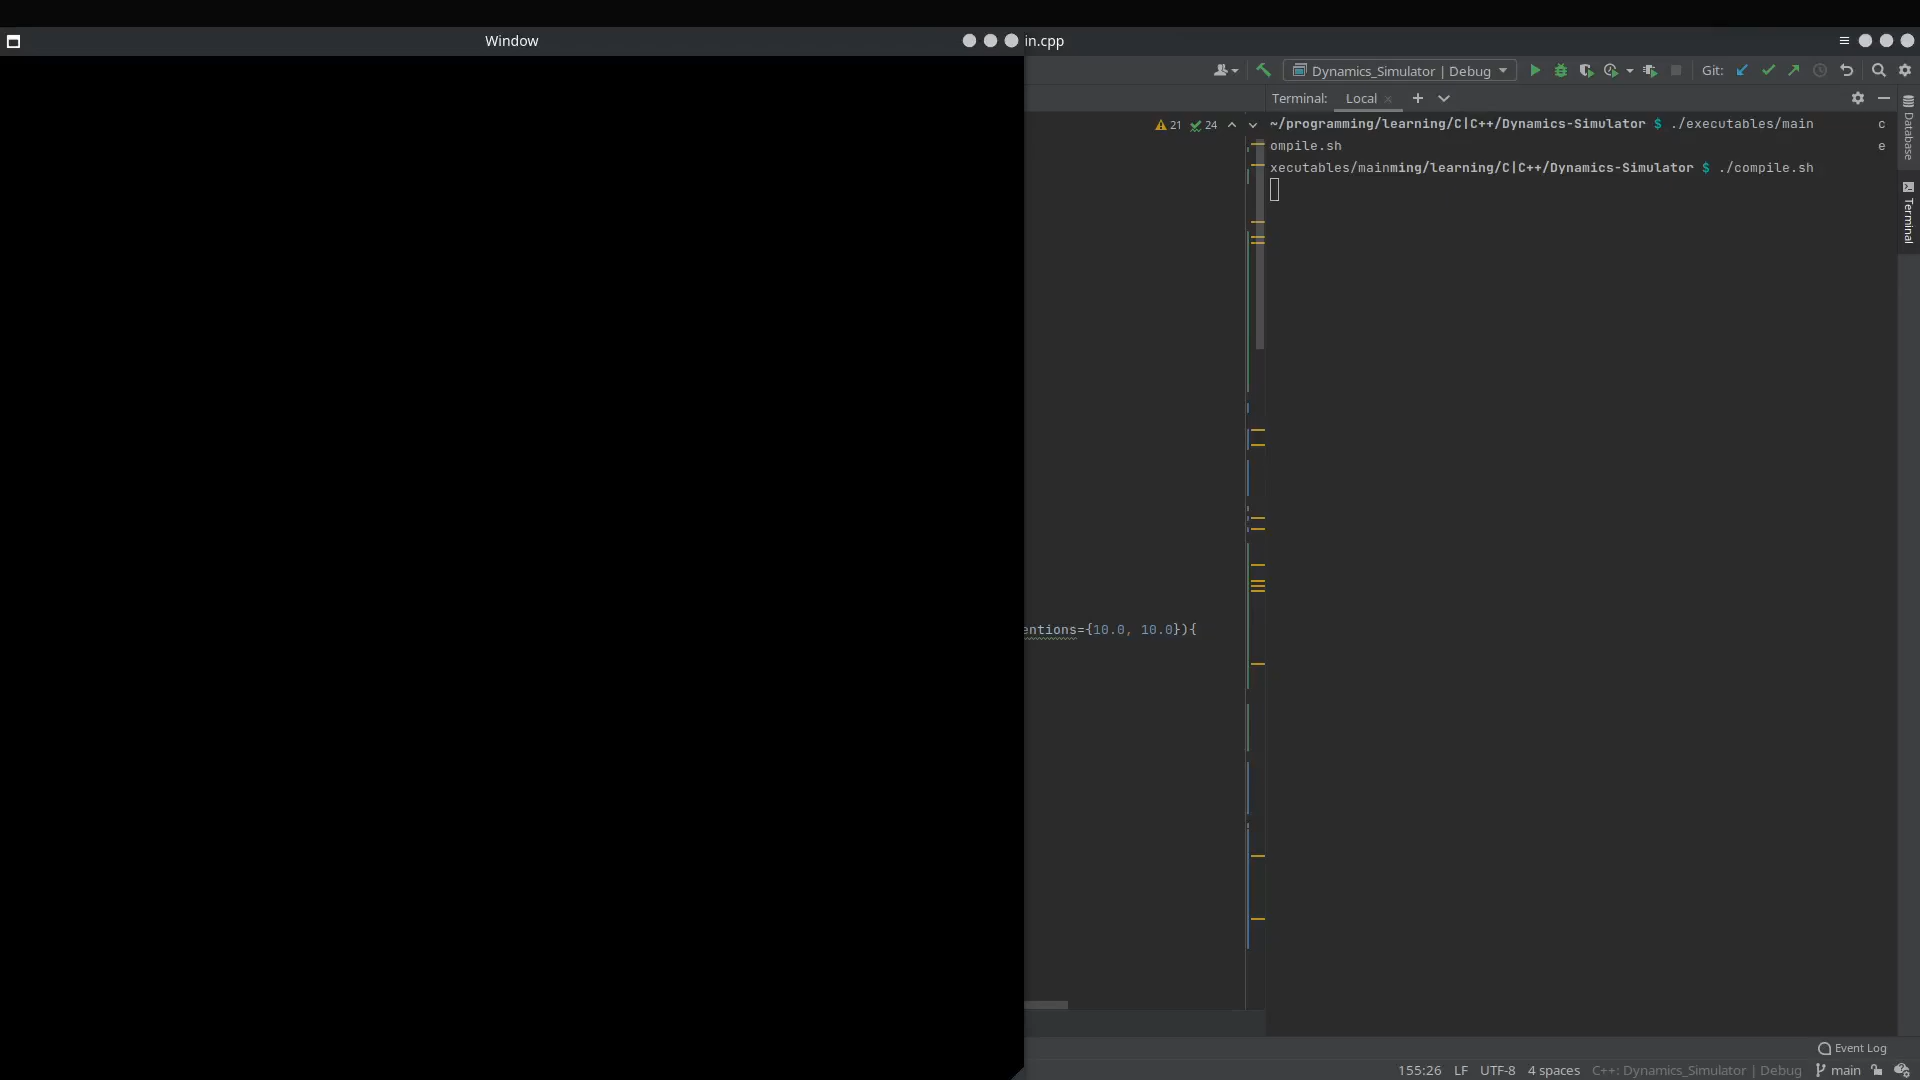 Window
in.cpp
Dynamics_Simulator | Debug
Git:
Terminal:
Local
21
24
~/programming/learning/C|C++/Dynamics-Simulator $ ./executables/main c
ompile.sh e
xecutables/mainming/learning/C|C++/Dynamics-Simulator $ ./compile.sh
Database
Terminal
entions={10.0, 10.0}){
Event Log
155:26 LF UTF-8 4 spaces C++: Dynamics_Simulator | Debug main